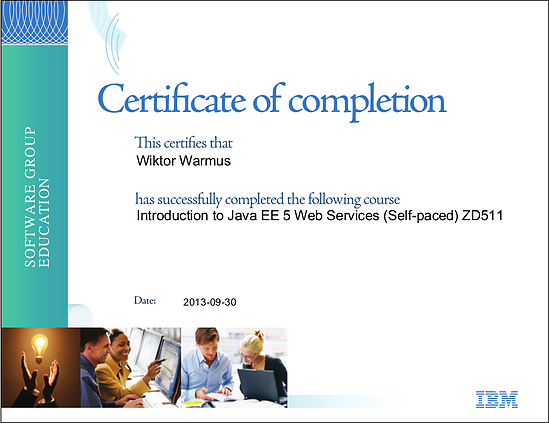 Certificate of completion
This certifies that
Wiktor Warmus
has successfully completed the following course
Introduction to Java EE 5 Web Services (Self-paced) ZD511
Date: 2013-09-30
SOFTWARE GROUP
EDUCATION
IBM